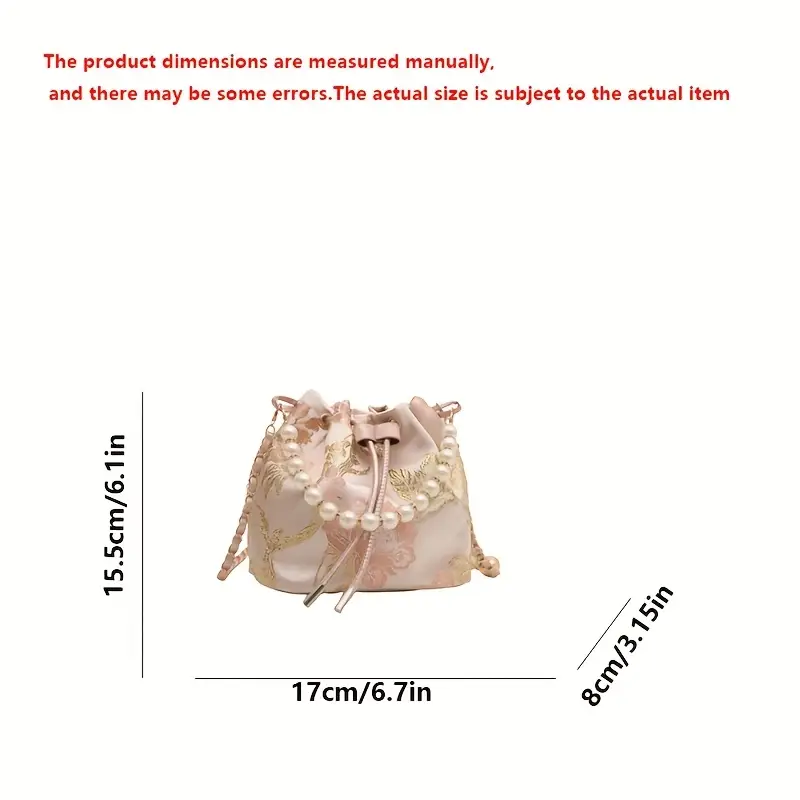 The product dimensions are measured manually,
and there may be some errors.The actual size is subject to the actual item
15.5cm/6.1in
17cm/6.7in
8cm/3.15in